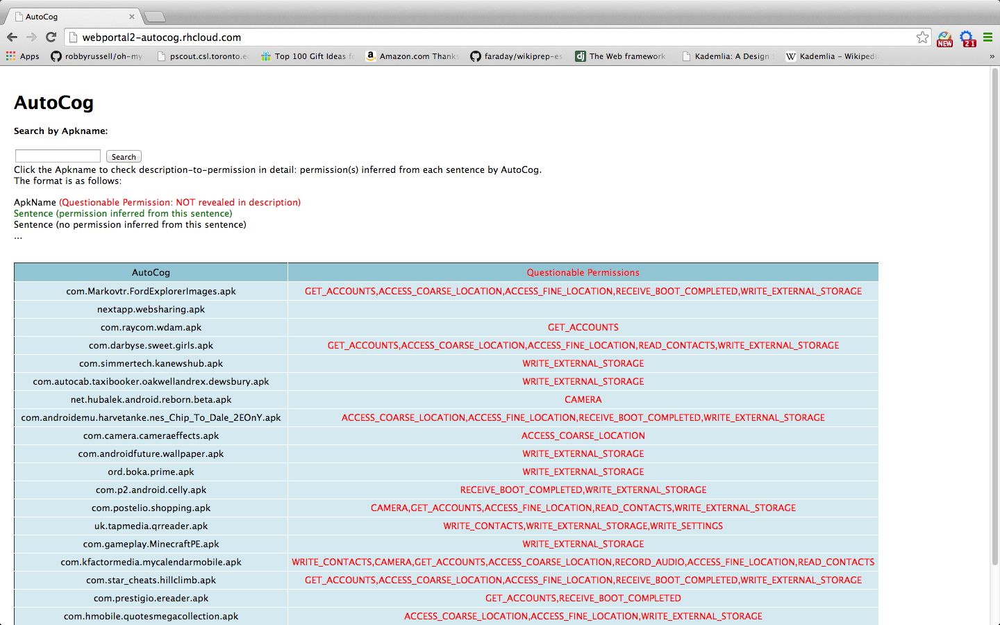 AutoCog
webportal2-autocog.rhcloud.com
NEW
21
Apps robbyrussell/oh-my pscout.csl.toronto.e Top 100 Gift Ideas f Amazon.com Thanks faraday/wikiprep-es dj The Web framework Kademlia: A Design W Kademlia – Wikipedi »
AutoCog
Search by Apkname:
Search
Click the Apkname to check description-to-permission in detail: permission(s) inferred from each sentence by AutoCog.
The format is as follows:
ApkName (Questionable Permission: NOT revealed in description)
Sentence (permission inferred from this sentence)
Sentence (no permission inferred from this sentence)
...
AutoCog Questionable Permissions
com.Markovtr.FordExplorerImages.apk GET_ACCOUNTS,ACCESS_COARSE_LOCATION,ACCESS_FINE_LOCATION,RECEIVE_BOOT_COMPLETED,WRITE_EXTERNAL_STORAGE
nextapp.websharing.apk
com.raycom.wdam.apk GET_ACCOUNTS
com.darbyse.sweet.girls.apk GET_ACCOUNTS,ACCESS_COARSE_LOCATION,ACCESS_FINE_LOCATION,READ_CONTACTS,WRITE_EXTERNAL_STORAGE
com.simmertech.kanewshub.apk WRITE_EXTERNAL_STORAGE
com.autocab.taxibooker.oakwellandrex.dewsbury.apk WRITE_EXTERNAL_STORAGE
net.hubalek.android.reborn.beta.apk CAMERA
com.androidemu.harvetanke.nes_Chip_To_Dale_2EOnY.apk ACCESS_COARSE_LOCATION,ACCESS_FINE_LOCATION,RECEIVE_BOOT_COMPLETED,WRITE_EXTERNAL_STORAGE
com.camera.cameraeffects.apk ACCESS_COARSE_LOCATION
com.androidfuture.wallpaper.apk WRITE_EXTERNAL_STORAGE
ord.boka.prime.apk WRITE_EXTERNAL_STORAGE
com.p2.android.celly.apk RECEIVE_BOOT_COMPLETED,WRITE_EXTERNAL_STORAGE
com.postelio.shopping.apk CAMERA,GET_ACCOUNTS,ACCESS_FINE_LOCATION,READ_CONTACTS,WRITE_EXTERNAL_STORAGE
uk.tapmedia.qrreader.apk WRITE_CONTACTS,WRITE_EXTERNAL_STORAGE,WRITE_SETTINGS
com.gameplay.MinecraftPE.apk WRITE_EXTERNAL_STORAGE
com.kfactormedia.mycalendarmobile.apk WRITE_CONTACTS,CAMERA,GET_ACCOUNTS,ACCESS_COARSE_LOCATION,RECORD_AUDIO,ACCESS_FINE_LOCATION,READ_CONTACTS
com.star_cheats.hillclimb.apk GET_ACCOUNTS,ACCESS_COARSE_LOCATION,ACCESS_FINE_LOCATION,RECEIVE_BOOT_COMPLETED,WRITE_EXTERNAL_STORAGE
com.prestigio.ereader.apk GET_ACCOUNTS,RECEIVE_BOOT_COMPLETED
com.hmobile.quotesmegacollection.apk ACCESS_COARSE_LOCATION,ACCESS_FINE_LOCATION,WRITE_EXTERNAL_STORAGE